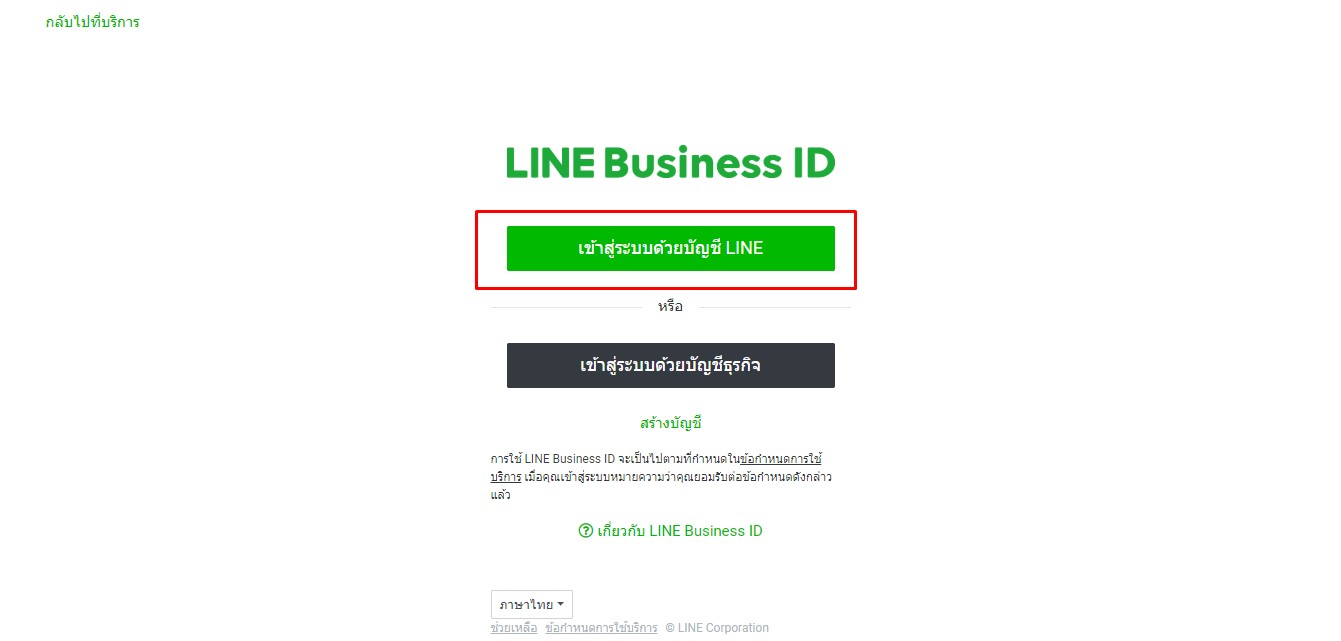 กลับไปที่บริการ
LINE Business ID
เข้าสู่ระบบด้วยบัญชี LINE
หรือ
เข้าสู่ระบบด้วยบัญชีธุรกิจ
สร้างบัญชี
การใช้ LINE Business ID จะเป็นไปตามที่กำหนดในข้อกำหนดการใช้
บริการ เมื่อคุณเข้าสู่ระบบหมายความว่าคุณยอมรับต่อข้อกำหนดดังกล่าว
แล้ว
เกี่ยวกับ LINE Business ID
ภาษาไทย
ช่วยเหลือ ข้อกำหนดการใช้บริการ © LINE Corporation